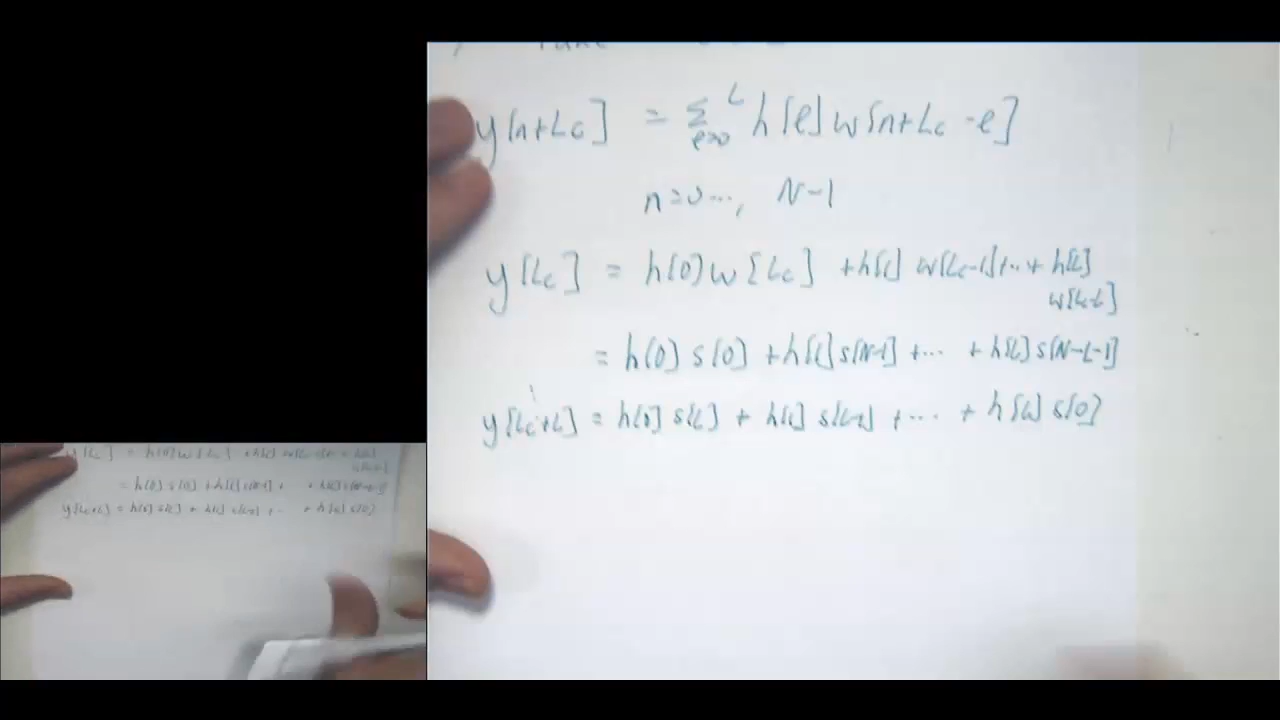 y[n+Lc] = Σ_{ℓ=0}^{L} h[ℓ] w[n+Lc-ℓ]
n=0..., N-1
y[Lc] = h[0]w[Lc] + h[1] w[Lc-1] + ... + h[L]
w[Lc-L]
= h[0] s[0] + h[1] s[N-1] + ... + h[L] s[N-L-1]
y[Lc+L] = h[0] s[L] + h[1] s[L-1] + ... + h[L] s[0]